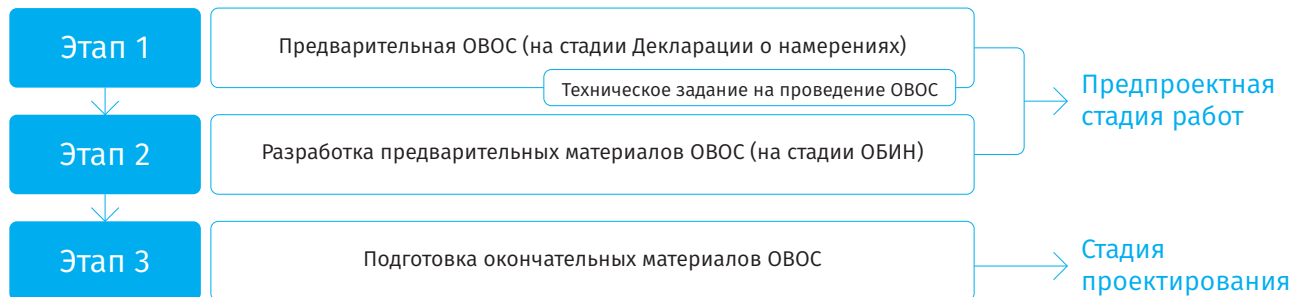 Этап 1
Предварительная ОВОС (на стадии Декларации о намерениях)
Техническое задание на проведение ОВОС
Предпроектная
стадия работ
Этап 2
Разработка предварительных материалов ОВОС (на стадии ОБИН)
Этап 3
Подготовка окончательных материалов ОВОС
Стадия
проектирования